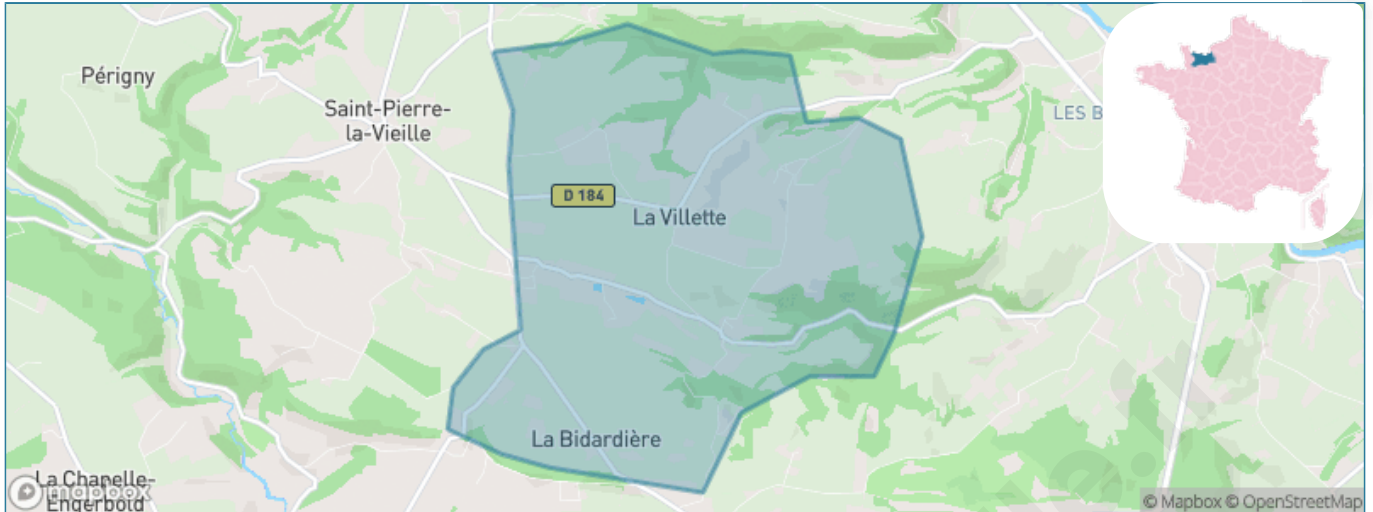 Périgny
Saint-Pierre-
la-Vieille
LES B
D 184
La Villette
La Bidardière
La Chapelle-
Engerbold
mapbox
© Mapbox © OpenStreetMap